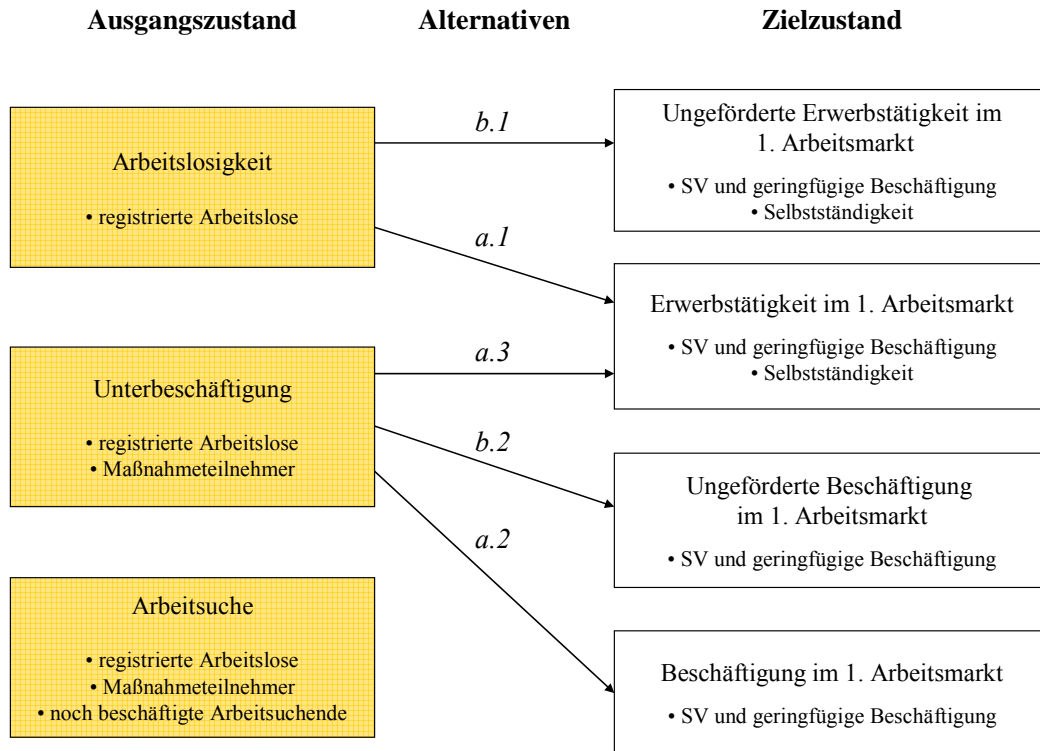 Ausgangszustand
Alternativen
Zielzustand
Arbeitslosigkeit
• registrierte Arbeitslose
b.1
a.1
Ungeförderte Erwerbstätigkeit im
1. Arbeitsmarkt
• SV und geringfügige Beschäftigung
• Selbstständigkeit
Erwerbstätigkeit im 1. Arbeitsmarkt
• SV und geringfügige Beschäftigung
• Selbstständigkeit
Unterbeschäftigung
• registrierte Arbeitslose
• Maßnahmeteilnehmer
a.3
b.2
a.2
Ungeförderte Beschäftigung
im 1. Arbeitsmarkt
• SV und geringfügige Beschäftigung
Arbeitsuche
• registrierte Arbeitslose
• Maßnahmeteilnehmer
• noch beschäftigte Arbeitsuchende
Beschäftigung im 1. Arbeitsmarkt
• SV und geringfügige Beschäftigung